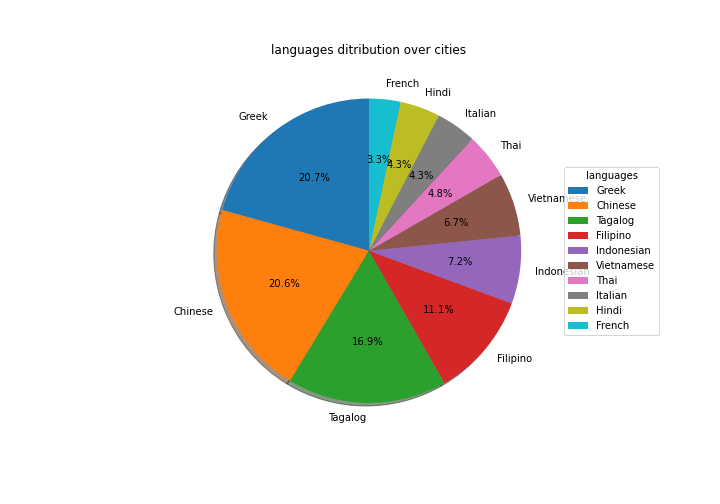 languages ditribution over cities
French
Hindi
Italian
Thai
Vietnamese
Indonesian
Filipino
Tagalog
Chinese
Greek
3.3%
4.3%
4.3%
4.8%
6.7%
7.2%
11.1%
16.9%
20.6%
20.7%
languages
Greek
Chinese
Tagalog
Filipino
Indonesian
Vietnamese
Thai
Italian
Hindi
French